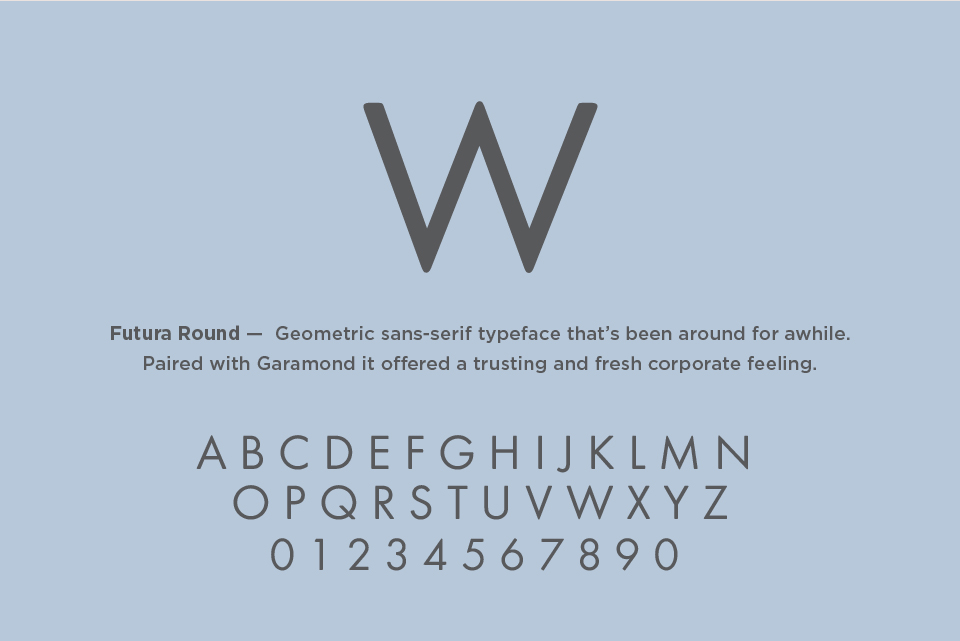 W
Futura Round — Geometric sans-serif typeface that’s been around for awhile.
Paired with Garamond it offered a trusting and fresh corporate feeling.
A B C D E F G H I J K L M N
O P Q R S T U V W X Y Z
0 1 2 3 4 5 6 7 8 9 0